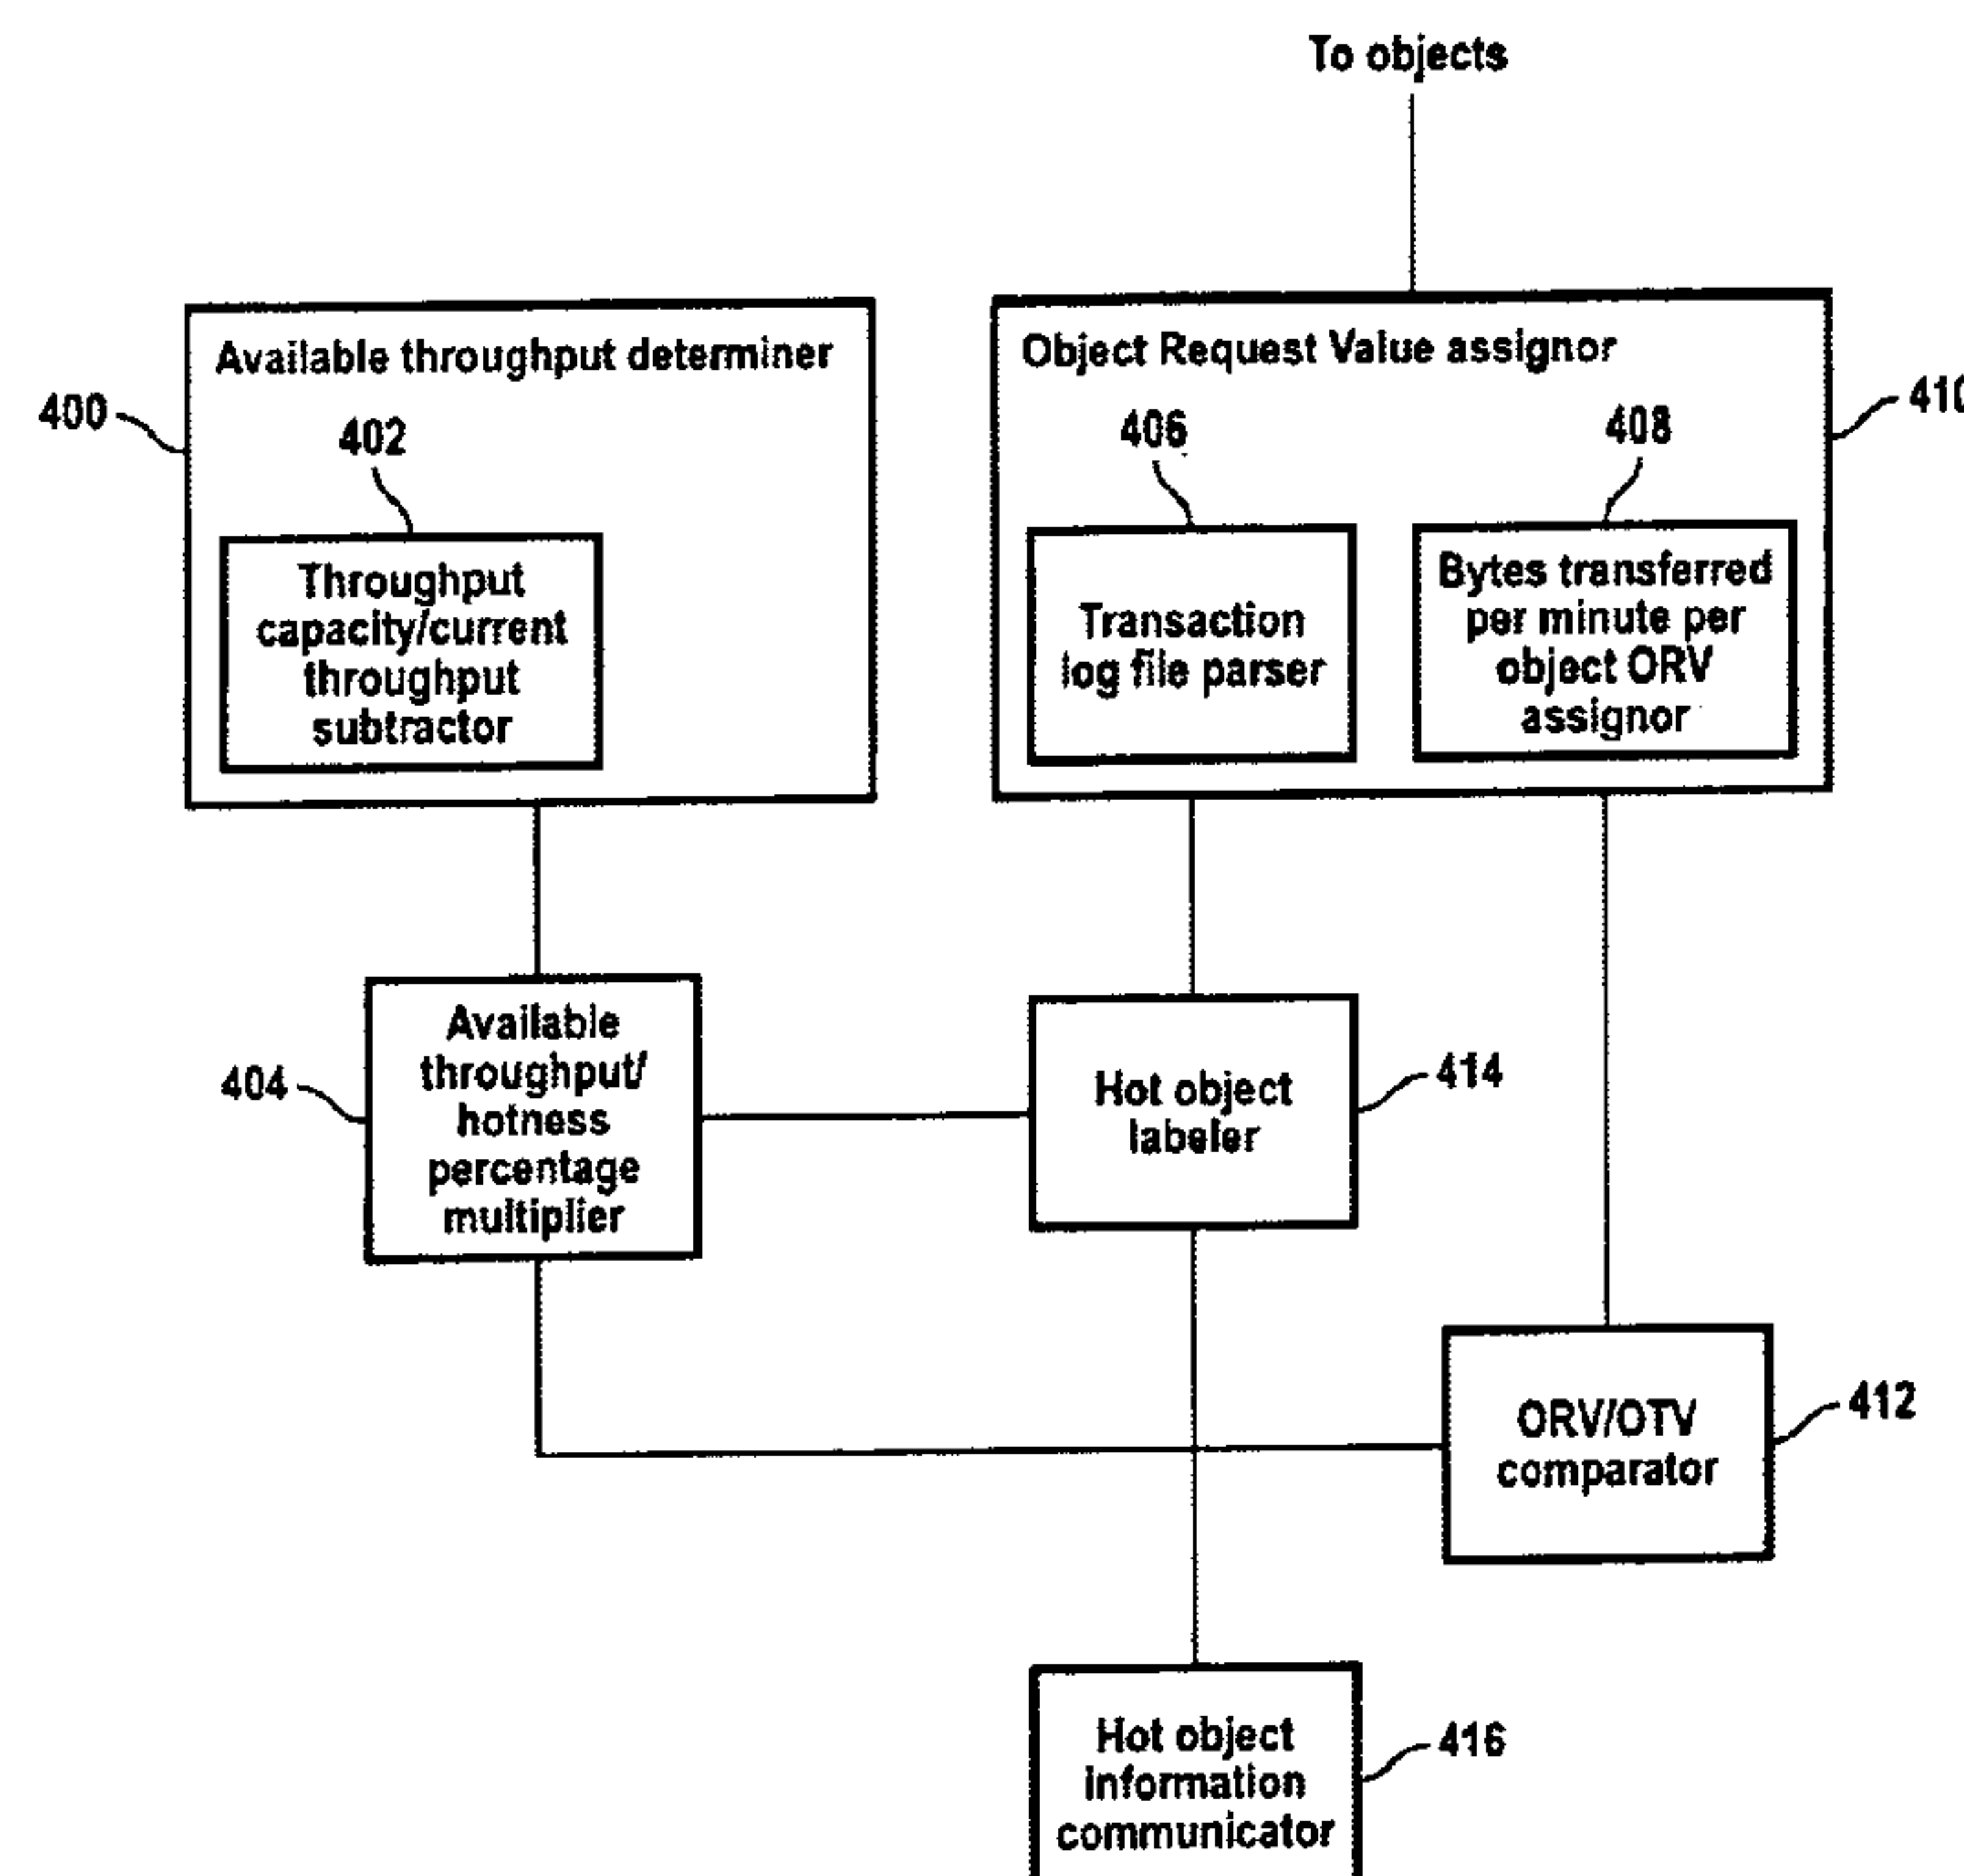 To objects
Available throughput determiner
400
402
Throughput
capacity/current
throughput
subtractor
Object Request Value assignor
410
406
408
Transaction
log file parser
Bytes transferred
per minute per
object ORV
assignor
404
Available
throughput/
hotness
percentage
multiplier
Hot object
labeler
414
ORV/OTV
comparator
412
Hot object
information
communicator
416